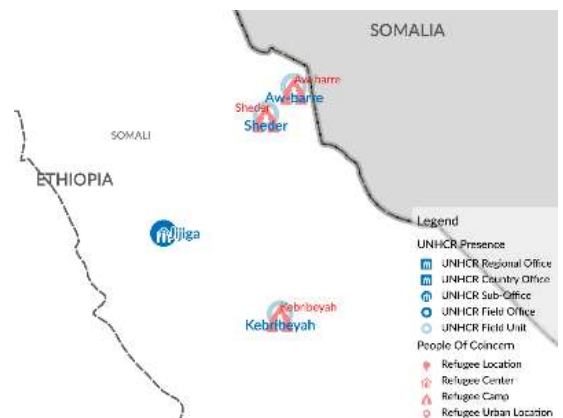 SOMALIA
Aw-barre
Aw-barre
Sheder
Sheder
SOMALI
ETHIOPIA
Jijiga
Kebribeyah
Kebribeyah
Legend
UNHCR Presence
UNHCR Regional Office
UNHCR Country Office
UNHCR Sub-Office
UNHCR Field Office
UNHCR Field Unit
People Of Coincern
Refugee Location
Refugee Center
Refugee Camp
Refugee Urban Location